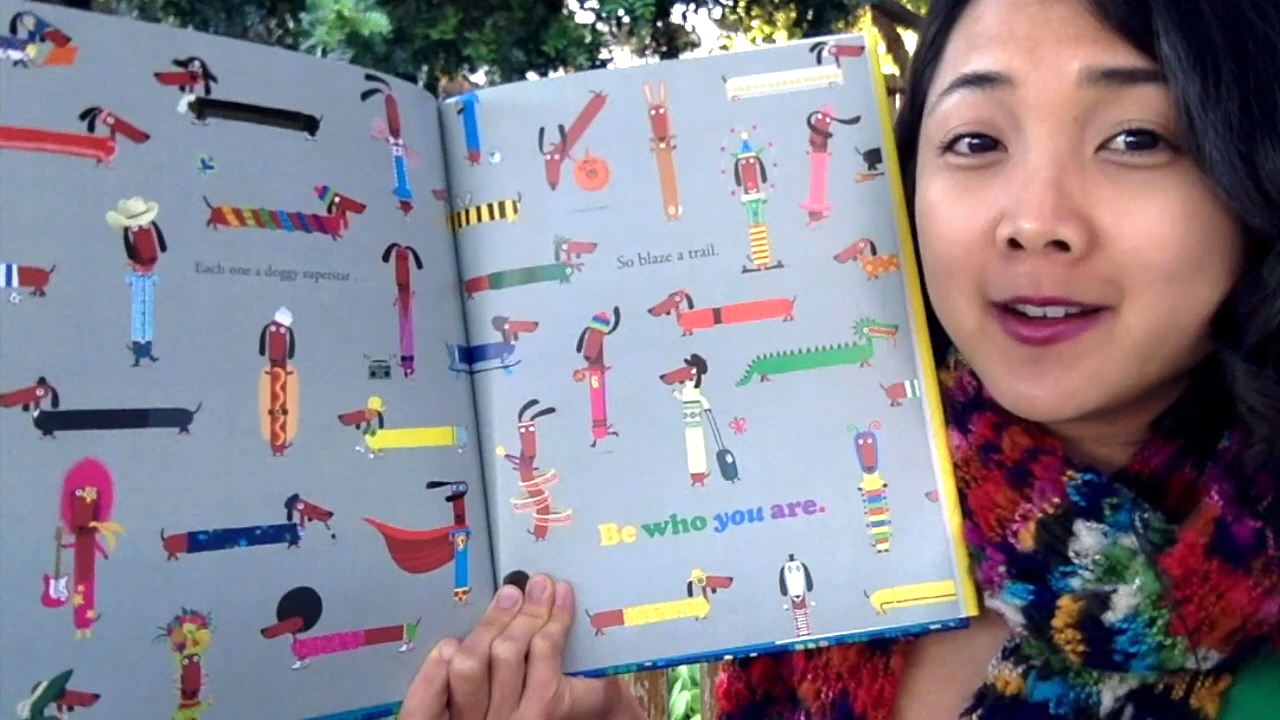 Each one a doggy superstar . . .
So blaze a trail.
Be who you are.